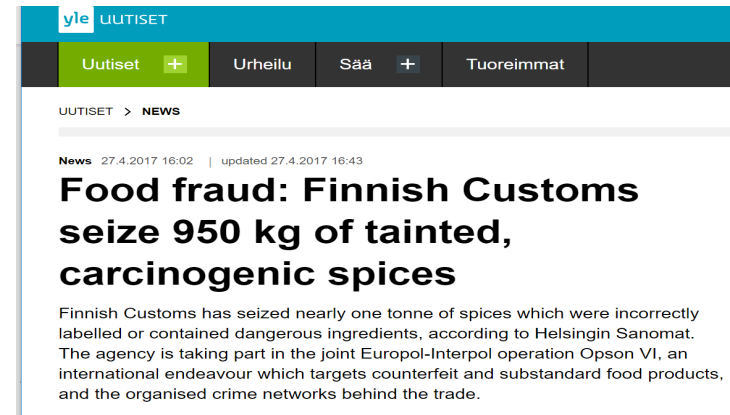 yle UUTISET
Uutiset + Urheilu Sää + Tuoreimmat
UUTISET > NEWS
News 27.4.2017 16:02 | updated 27.4.2017 16:43
Food fraud: Finnish Customs
seize 950 kg of tainted,
carcinogenic spices
Finnish Customs has seized nearly one tonne of spices which were incorrectly
labelled or contained dangerous ingredients, according to Helsingin Sanomat.
The agency is taking part in the joint Europol-Interpol operation Opson VI, an
international endeavour which targets counterfeit and substandard food products,
and the organised crime networks behind the trade.